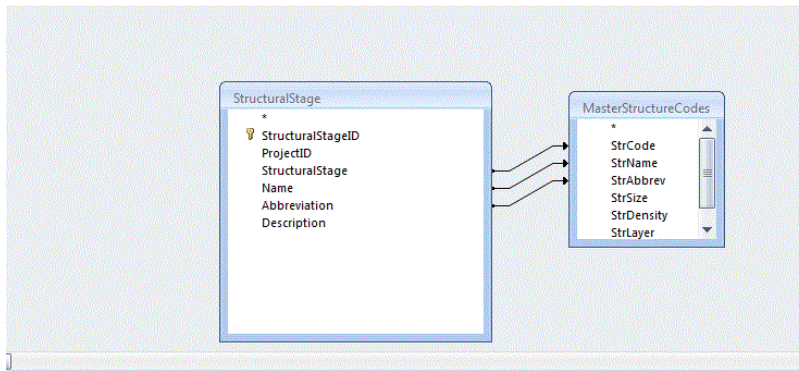 StructuralStage
*
StructuralStageID
ProjectID
StructuralStage
Name
Abbreviation
Description
MasterStructureCodes
*
StrCode
StrName
StrAbbrev
StrSize
StrDensity
StrLayer